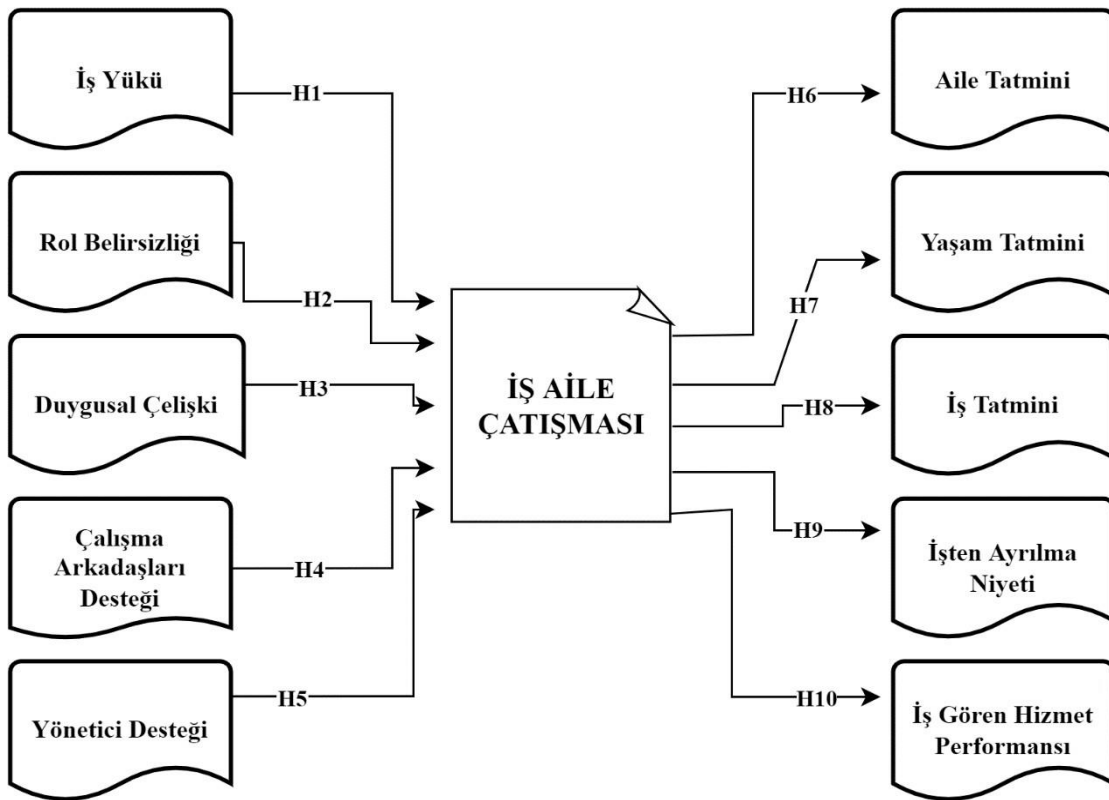 İş Yükü
H1
Rol Belirsizliği
H2
Duygusal Çelişki
H3
Çalışma
Arkadaşları
Desteği
H4
Yönetici Desteği
H5
İŞ AİLE
ÇATIŞMASI
H6
Aile Tatmini
H7
Yaşam Tatmini
H8
İş Tatmini
H9
İşten Ayrılma
Niyeti
H10
İş Gören Hizmet
Performansı